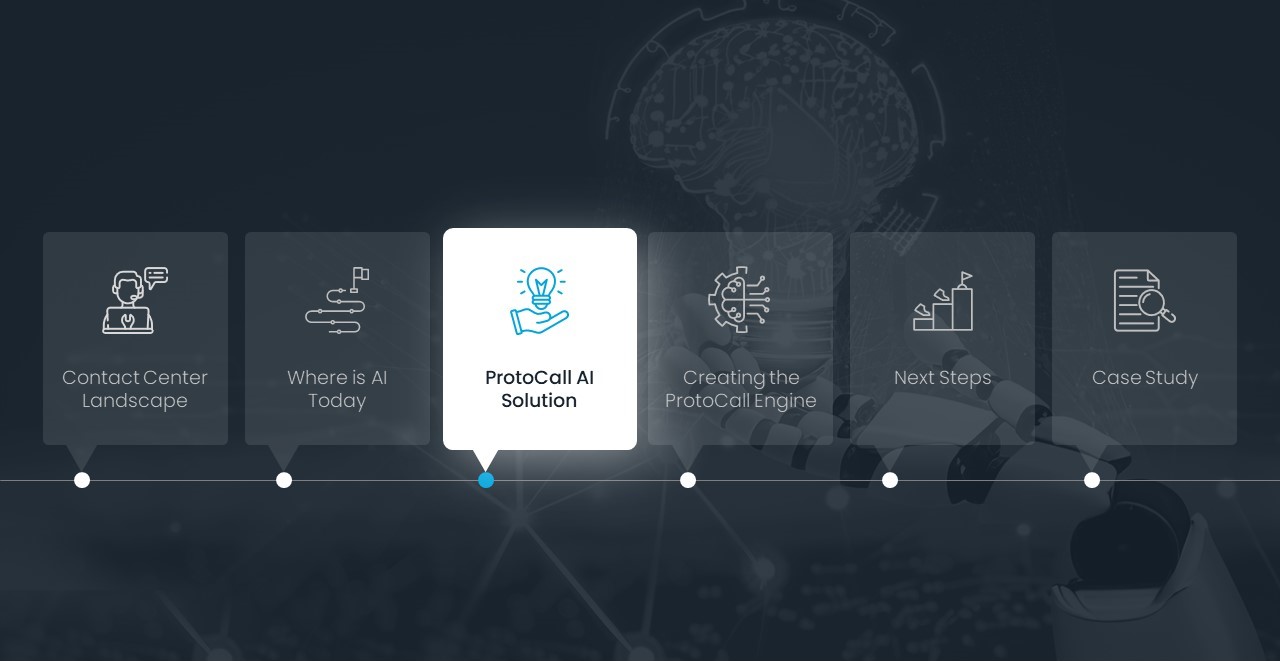 Contact Center
Landscape
Where is AI
Today
ProtoCall AI
Solution
Creating the
ProtoCall Engine
Next Steps
Case Study